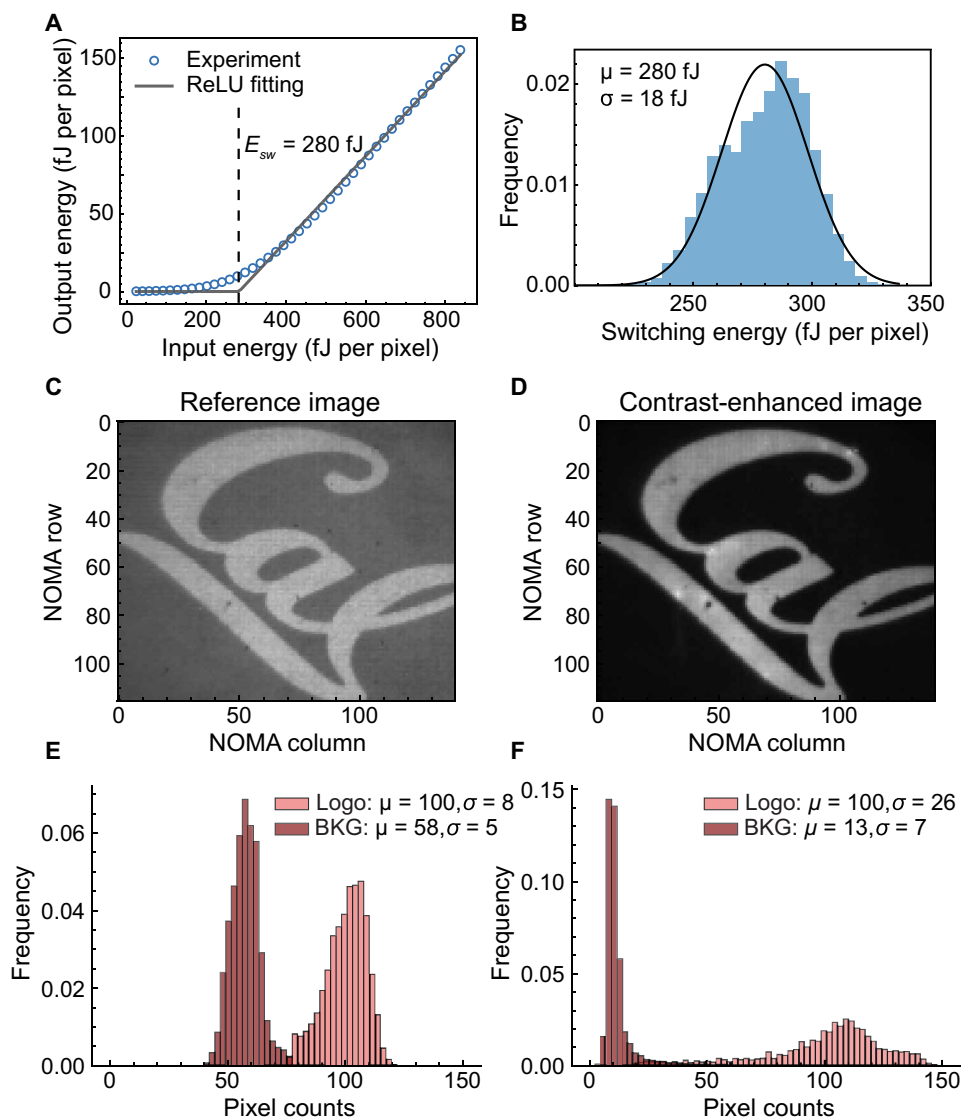 A
Experiment
ReLU fitting
E_sw = 280 fJ
150
100
50
0
0 200 400 600 800
Output energy (fJ per pixel)
Input energy (fJ per pixel)
B
μ = 280 fJ
σ = 18 fJ
0.02
0.01
0.00
250 300 350
Frequency
Switching energy (fJ per pixel)
C
Reference image
0
20
40
60
80
100
0 50 100
NOMA row
NOMA column
D
Contrast-enhanced image
0
20
40
60
80
100
0 50 100
NOMA row
NOMA column
E
Logo: μ = 100,σ = 8
BKG: μ = 58,σ = 5
0.06
0.04
0.02
0.00
0 50 100 150
Frequency
Pixel counts
F
Logo: μ = 100,σ = 26
BKG: μ = 13,σ = 7
0.15
0.10
0.05
0.00
0 50 100 150
Frequency
Pixel counts